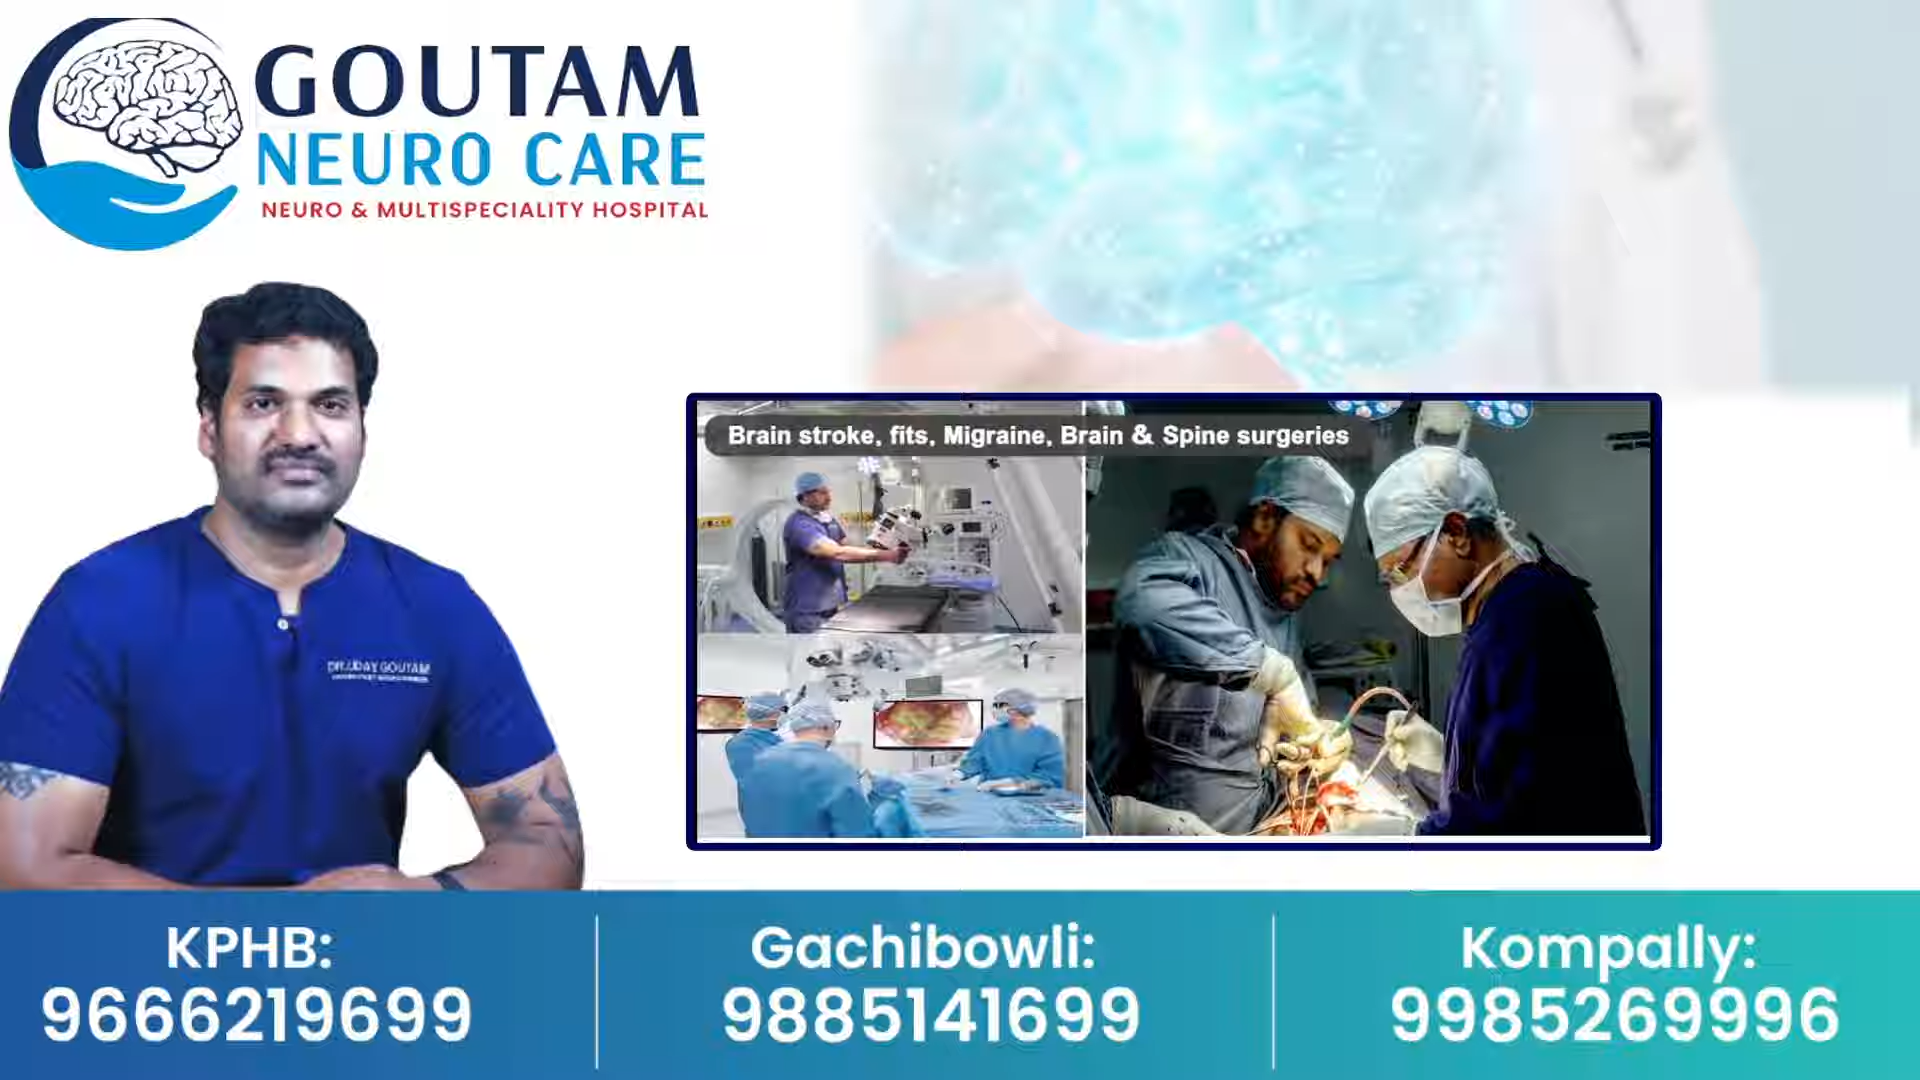 GOUTAM
NEURO CARE
NEURO & MULTISPECIALITY HOSPITAL
Brain stroke, fits, Migraine, Brain & Spine surgeries
DR.UDAY GOUTAM
KPHB:
9666219699
Gachibowli:
9885141699
Kompally:
9985269996